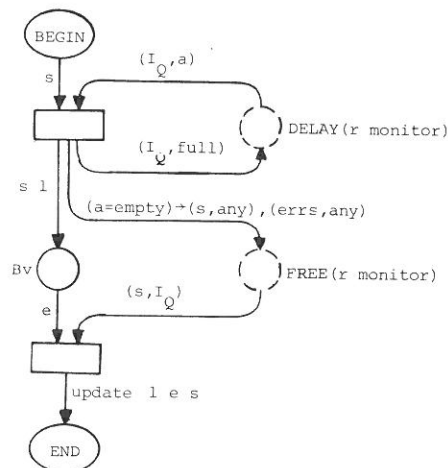 BEGIN
s
(I_Q,a)
DELAY(r monitor)
(I_Q,full)
s l
(a=empty)→(s,any),(errs,any)
Bv
FREE(r monitor)
e
(s,I_Q)
update l e s
END